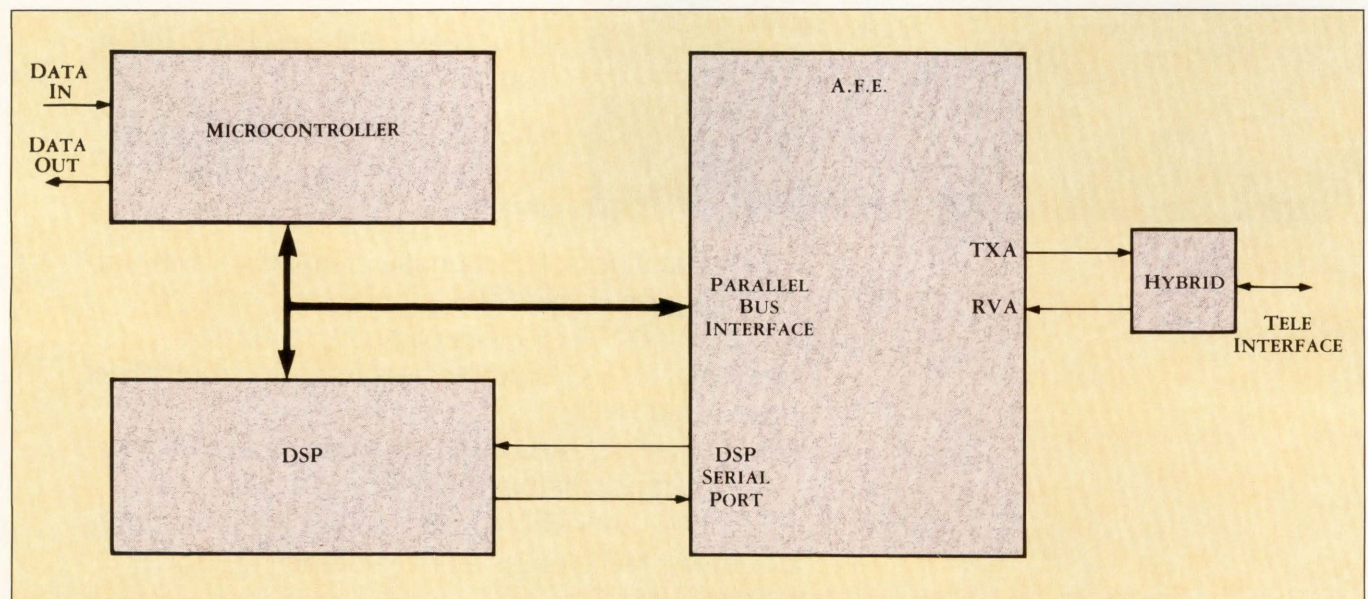 DATA
IN
DATA
OUT
MICROCONTROLLER
DSP
A.F.E.
PARALLEL
BUS
INTERFACE
DSP
SERIAL
PORT
TXA
RVA
HYBRID
TELE
INTERFACE